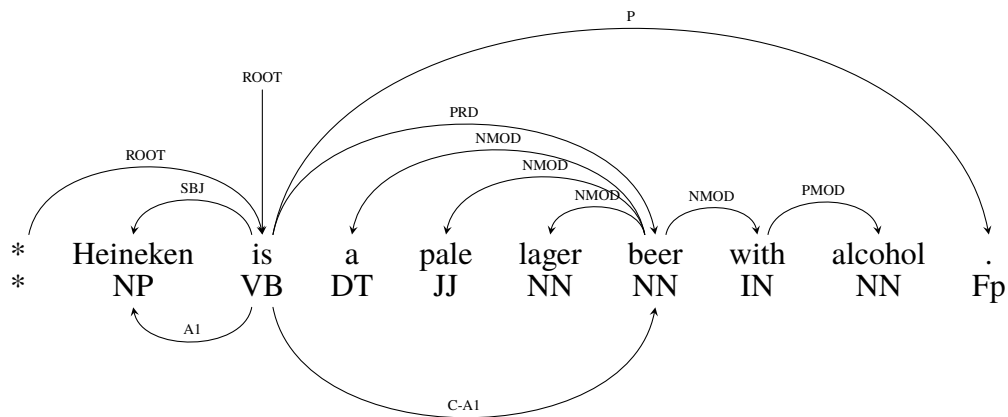 P
ROOT
PRD
NMOD
ROOT NMOD
SBJ NMOD NMOD PMOD
* Heineken is a pale lager beer with alcohol .
* NP VB DT JJ NN NN IN NN Fp
A1
C-A1